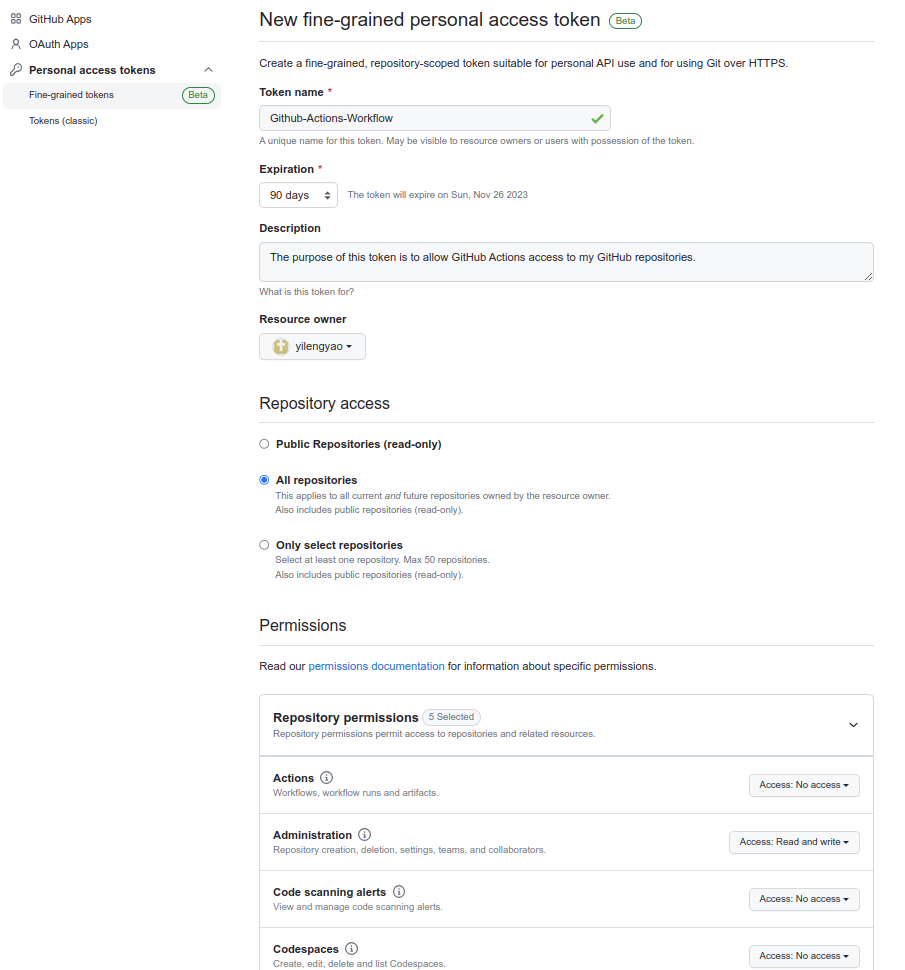 GitHub Apps
OAuth Apps
Personal access tokens
Fine-grained tokens Beta
Tokens (classic)
New fine-grained personal access token Beta
Create a fine-grained, repository-scoped token suitable for personal API use and for using Git over HTTPS.
Token name *
Github-Actions-Workflow
A unique name for this token. May be visible to resource owners or users with possession of the token.
Expiration *
90 days The token will expire on Sun, Nov 26 2023
Description
The purpose of this token is to allow GitHub Actions access to my GitHub repositories.
What is this token for?
Resource owner
yilengyao
Repository access
Public Repositories (read-only)
All repositories
This applies to all current and future repositories owned by the resource owner.
Also includes public repositories (read-only).
Only select repositories
Select at least one repository. Max 50 repositories.
Also includes public repositories (read-only).
Permissions
Read our permissions documentation for information about specific permissions.
Repository permissions 5 Selected
Repository permissions permit access to repositories and related resources.
Actions
Workflows, workflow runs and artifacts.
Access: No access
Administration
Repository creation, deletion, settings, teams, and collaborators.
Access: Read and write
Code scanning alerts
View and manage code scanning alerts.
Access: No access
Codespaces
Create, edit, delete and list Codespaces.
Access: No access